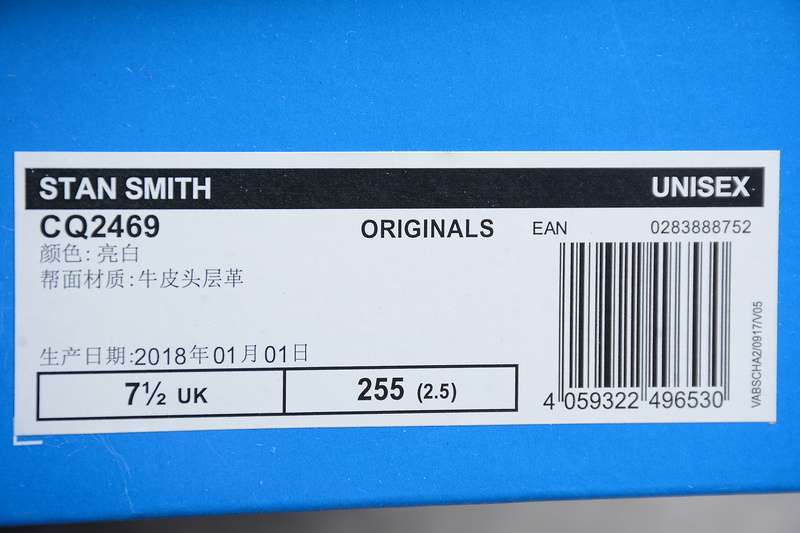 STAN SMITH UNISEX
CQ2469 ORIGINALS EAN 0283888752
颜色:亮白
帮面材质:牛皮头层革
生产日期:2018年01月01日
7½ UK 255 (2.5)
4 059322 496530
VABSCHA2/0917/V05